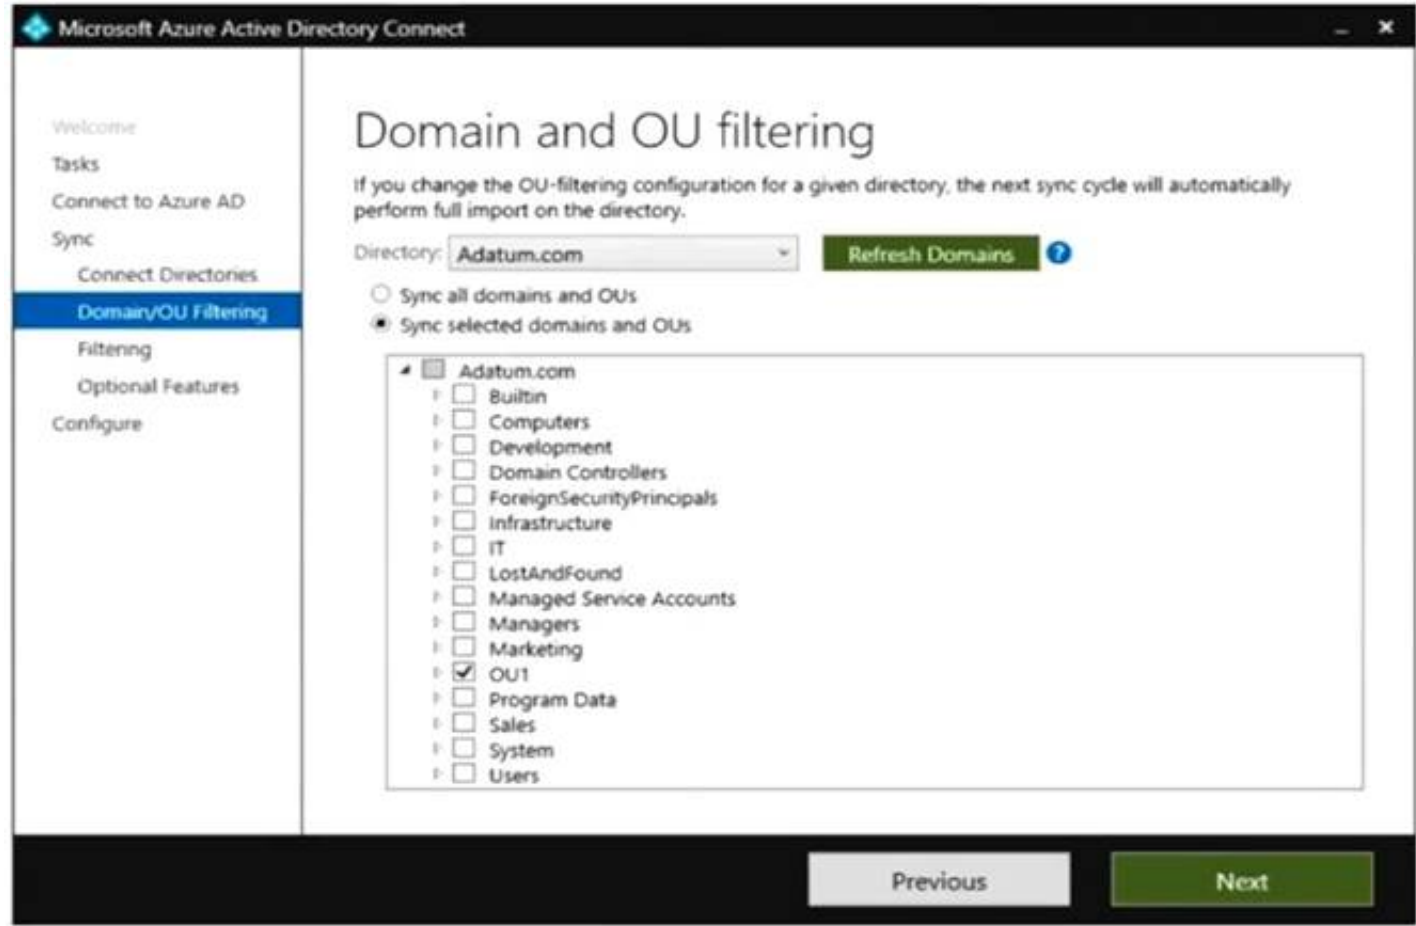 Microsoft Azure Active Directory Connect
Welcome
Tasks
Connect to Azure AD
Sync
Connect Directories
Domain/OU Filtering
Filtering
Optional Features
Configure
Domain and OU filtering
If you change the OU-filtering configuration for a given directory, the next sync cycle will automatically
perform full import on the directory.
Directory: Adatum.com Refresh Domains ?
Sync all domains and OUs
Sync selected domains and OUs
Adatum.com
Builtin
Computers
Development
Domain Controllers
ForeignSecurityPrincipals
Infrastructure
IT
LostAndFound
Managed Service Accounts
Managers
Marketing
OU1
Program Data
Sales
System
Users
Previous Next